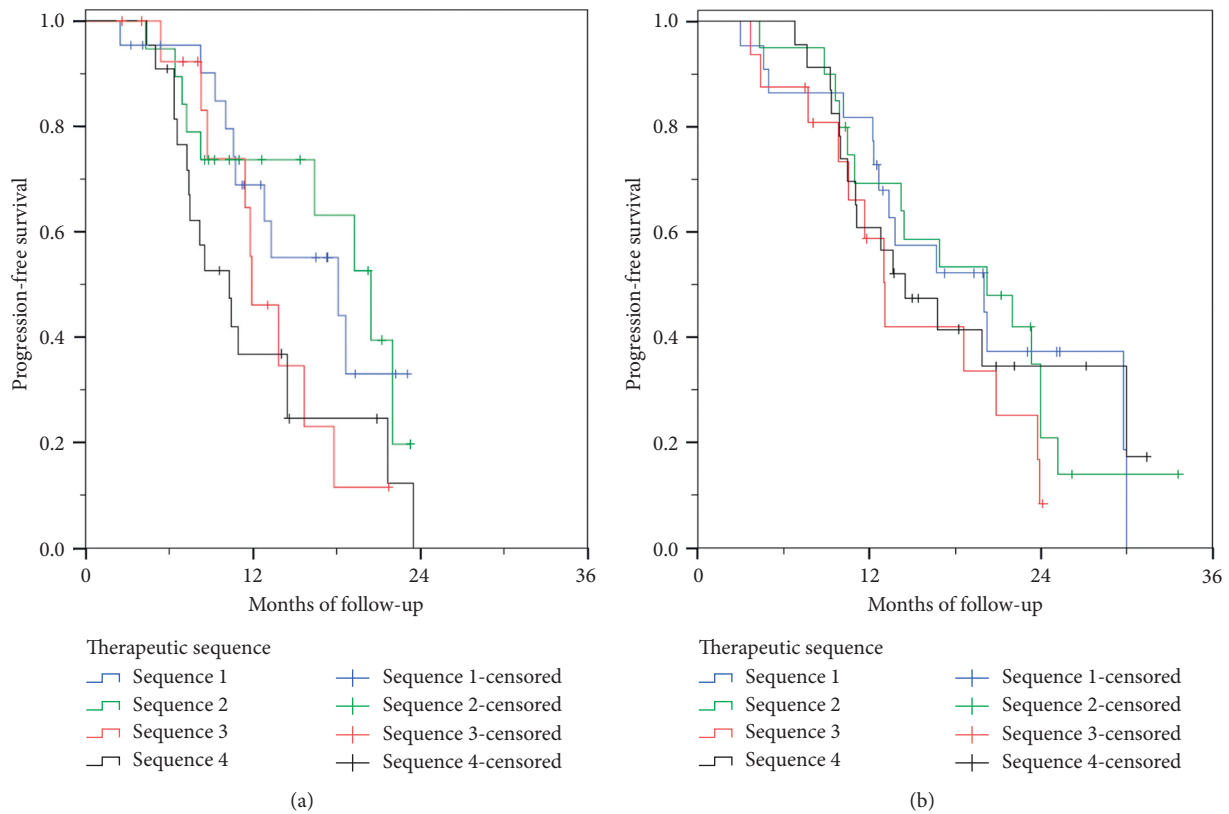 1.0
0.8
0.6
0.4
0.2
0.0
Progression-free survival
0 12 24 36
Months of follow-up
Therapeutic sequence
Sequence 1 Sequence 1-censored
Sequence 2 Sequence 2-censored
Sequence 3 Sequence 3-censored
Sequence 4 Sequence 4-censored
(a)
1.0
0.8
0.6
0.4
0.2
0.0
Progression-free survival
0 12 24 36
Months of follow-up
Therapeutic sequence
Sequence 1 Sequence 1-censored
Sequence 2 Sequence 2-censored
Sequence 3 Sequence 3-censored
Sequence 4 Sequence 4-censored
(b)